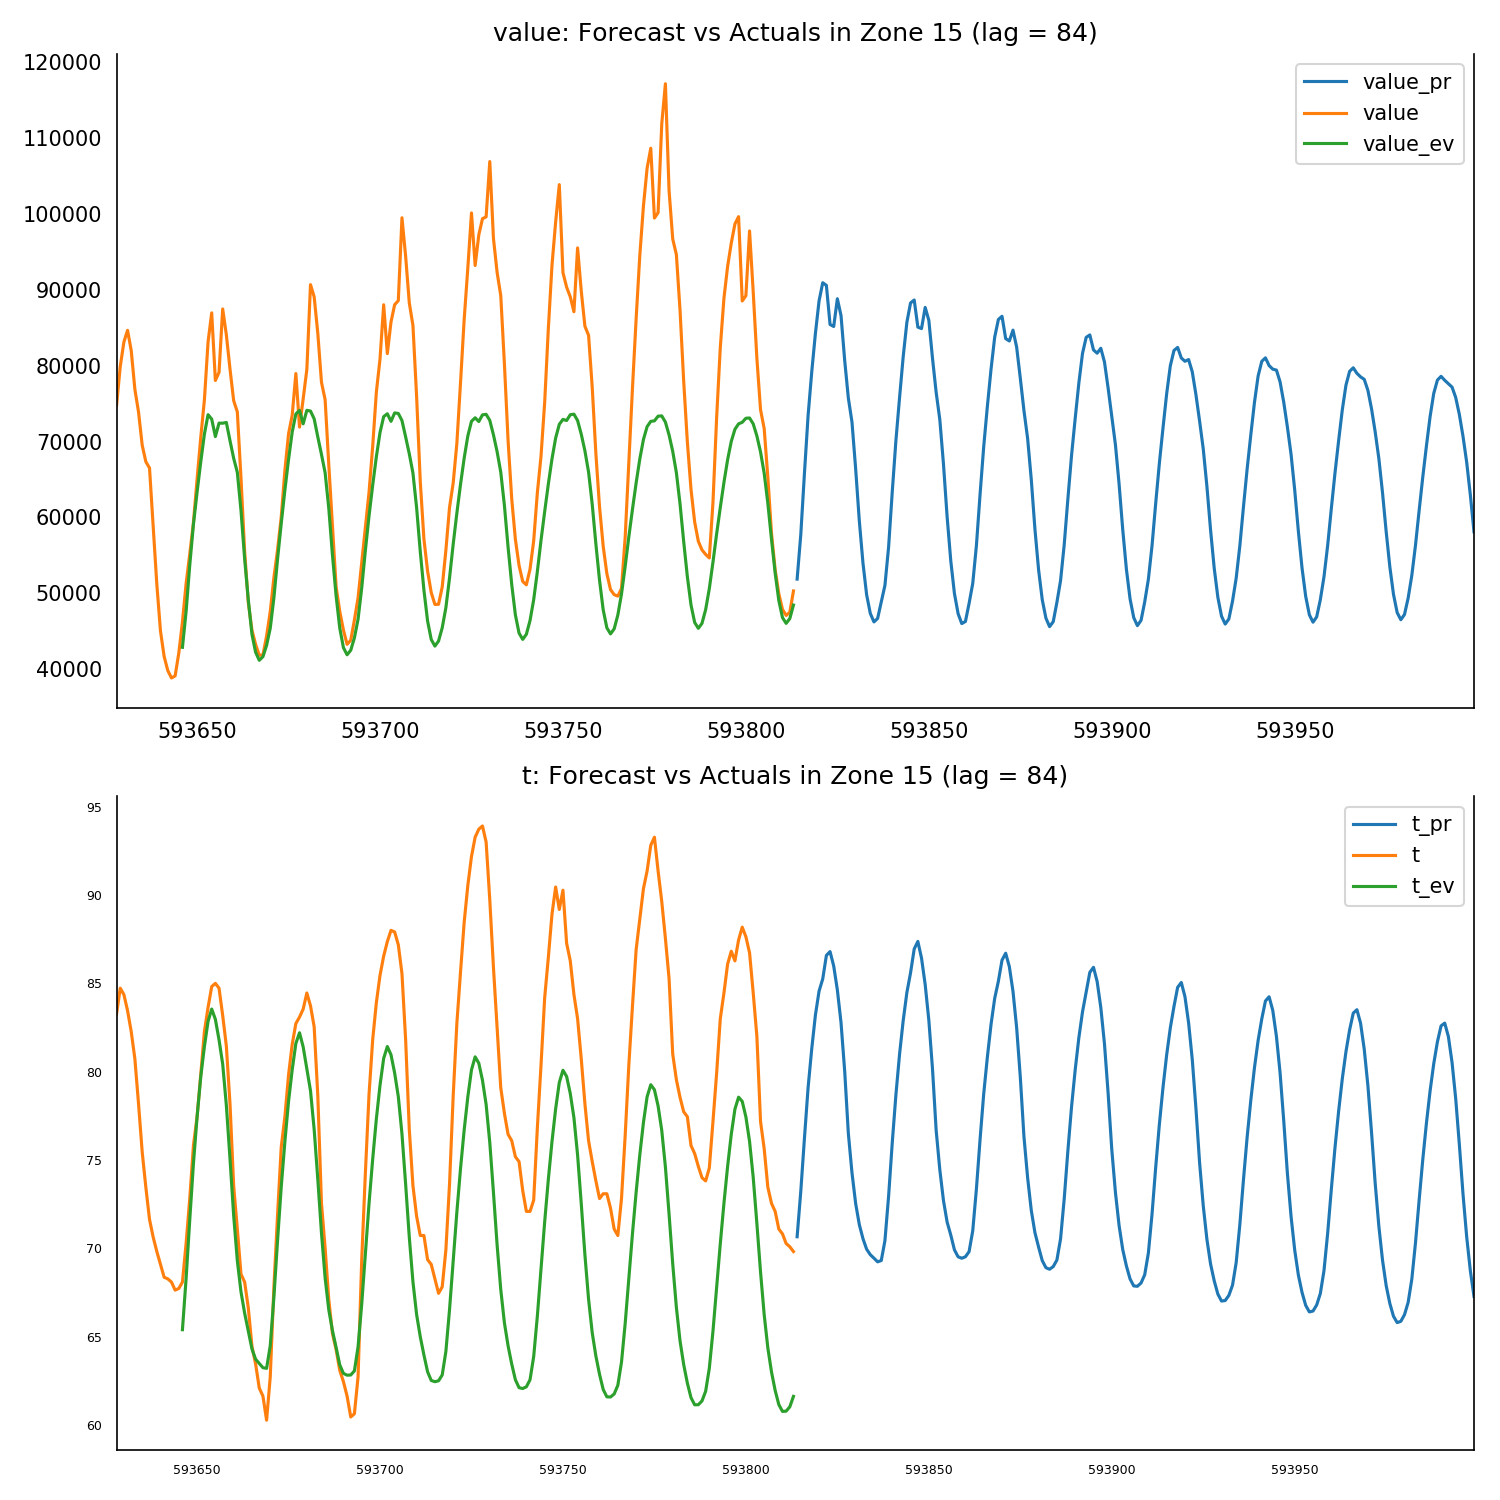 value: Forecast vs Actuals in Zone 15 (lag = 84)
120000
110000
100000
90000
80000
70000
60000
50000
40000
value_pr
value
value_ev
593650 593700 593750 593800 593850 593900 593950
t: Forecast vs Actuals in Zone 15 (lag = 84)
95
90
85
80
75
70
65
60
t_pr
t
t_ev
593650 593700 593750 593800 593850 593900 593950